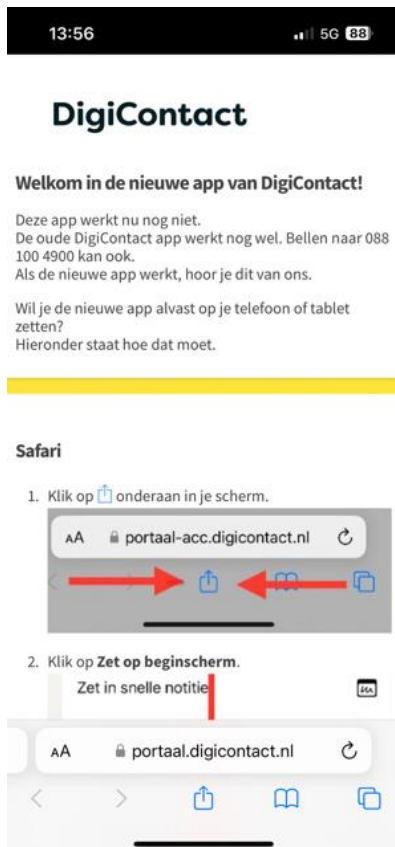 13:56 5G 88
DigiContact
Welkom in de nieuwe app van DigiContact!
Deze app werkt nu nog niet.
De oude DigiContact app werkt nog wel. Bellen naar 088
100 4900 kan ook.
Als de nieuwe app werkt, hoor je dit van ons.
Wil je de nieuwe app alvast op je telefoon of tablet
zetten?
Hieronder staat hoe dat moet.
Safari
1. Klik op onderaan in je scherm.
AA portaal-acc.digicontact.nl
2. Klik op Zet op beginscherm.
Zet in snelle notitie
AA portaal.digicontact.nl